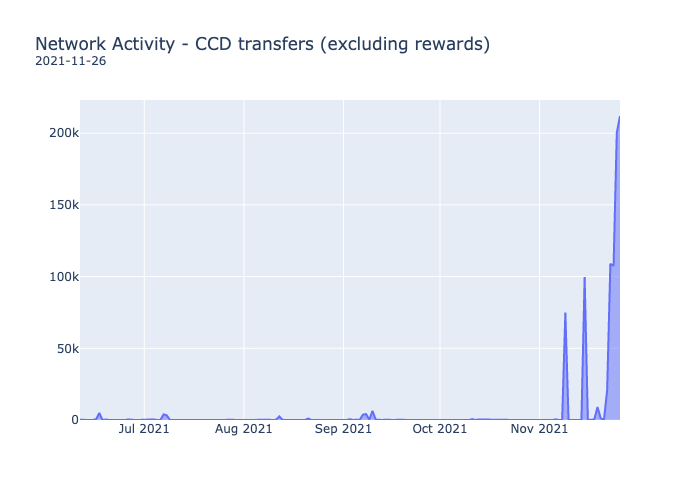 Network Activity - CCD transfers (excluding rewards)
2021-11-26
200k
150k
100k
50k
0
Jul 2021 Aug 2021 Sep 2021 Oct 2021 Nov 2021